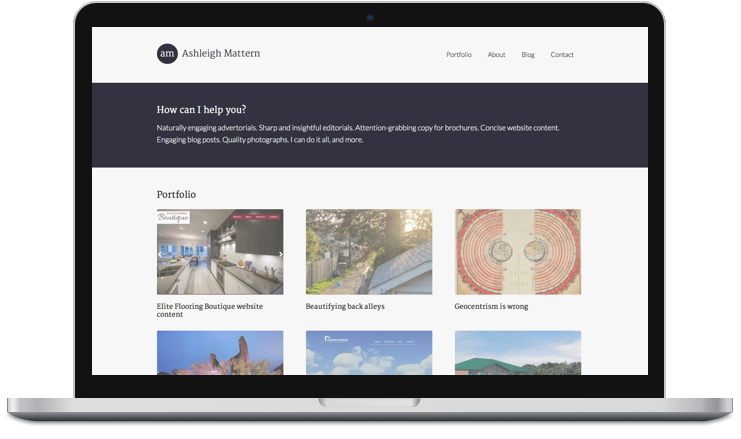 am Ashleigh Mattern
Portfolio About Blog Contact
How can I help you?
Naturally engaging advertorials. Sharp and insightful editorials. Attention-grabbing copy for brochures. Concise website content.
Engaging blog posts. Quality photographs. I can do it all, and more.
Portfolio
Boutique
Elite Flooring Boutique website
content
Beautifying back alleys
Geocentrism is wrong